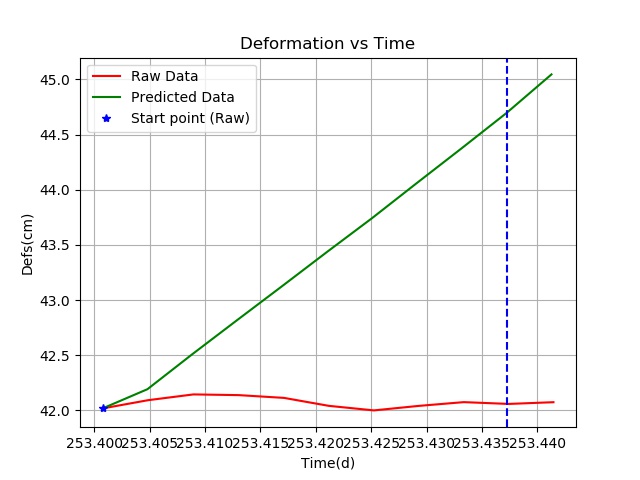 Deformation vs Time
Raw Data
Predicted Data
Start point (Raw)
45.0
44.5
44.0
43.5
43.0
42.5
42.0
Defs(cm)
253.400 253.405 253.410 253.415 253.420 253.425 253.430 253.435 253.440
Time(d)